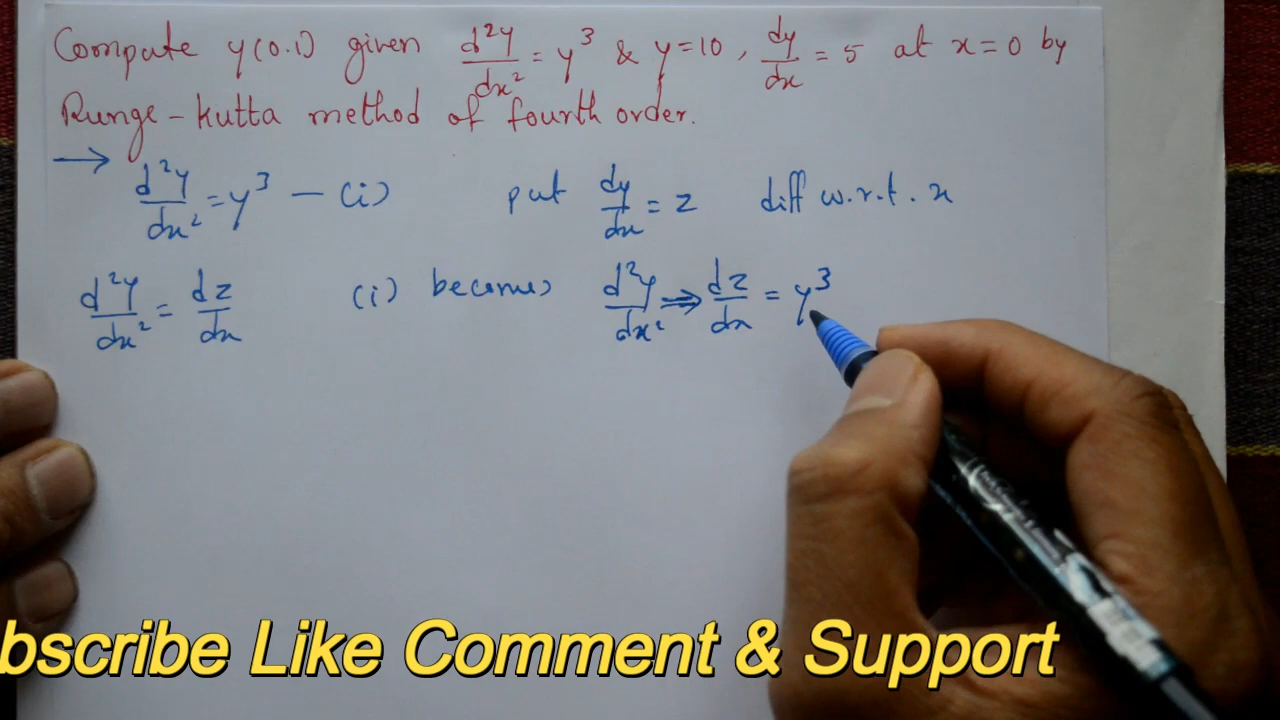 Compute y(0.1) given d²y/dx² = y³ & y=10, dy/dx = 5 at x=0 by
Runge-kutta method of fourth order.
→ d²y/dx² = y³ — (i) put dy/dx = z diff w.r.t. x
d²y/dx² = dz/dx (i) becomes d²y/dx² ⇒ dz/dx = y³
bscribe Like Comment & Support